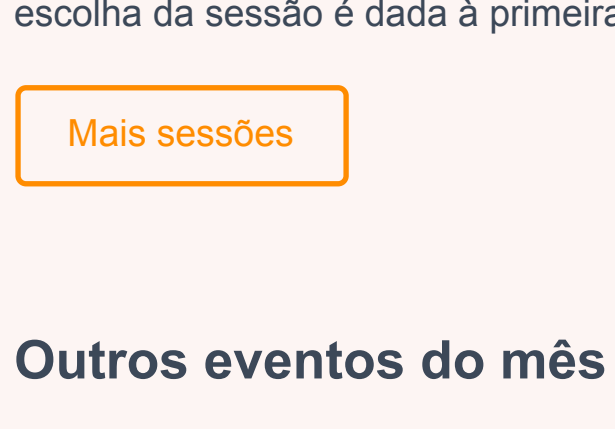 escolha da sessão é dada à primeira
Mais sessões
Outros eventos do mês